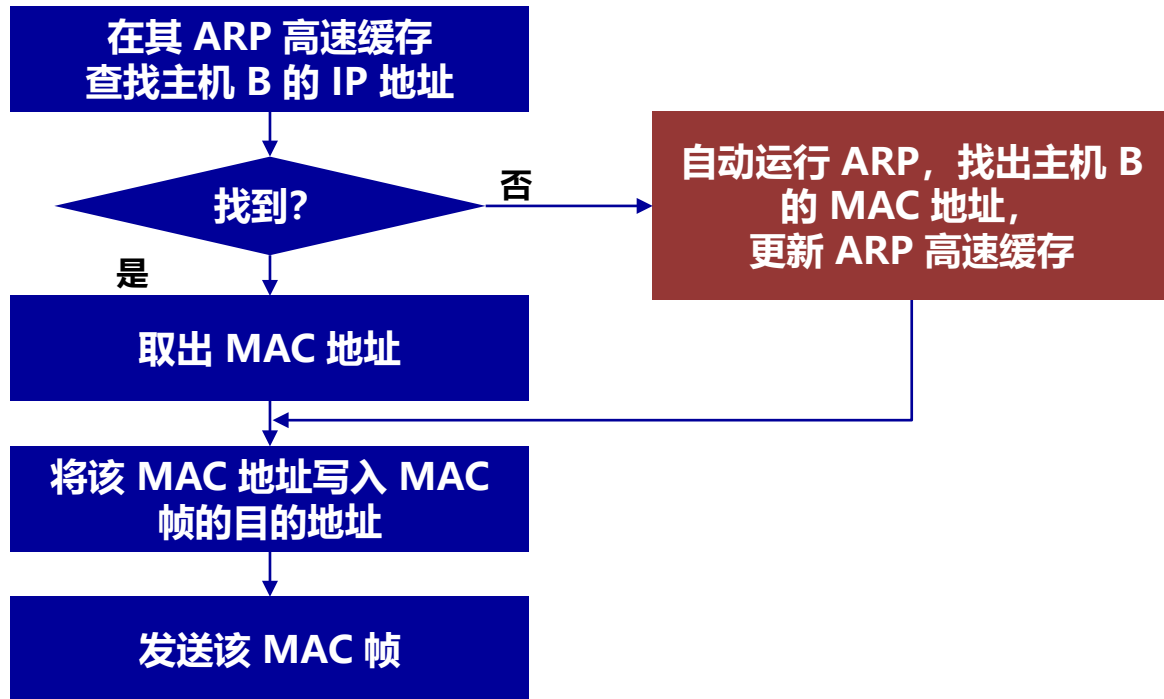 在其 ARP 高速缓存
查找主机 B 的 IP 地址
找到？
否
自动运行 ARP，找出主机 B
的 MAC 地址，
更新 ARP 高速缓存
是
取出 MAC 地址
将该 MAC 地址写入 MAC
帧的目的地址
发送该 MAC 帧